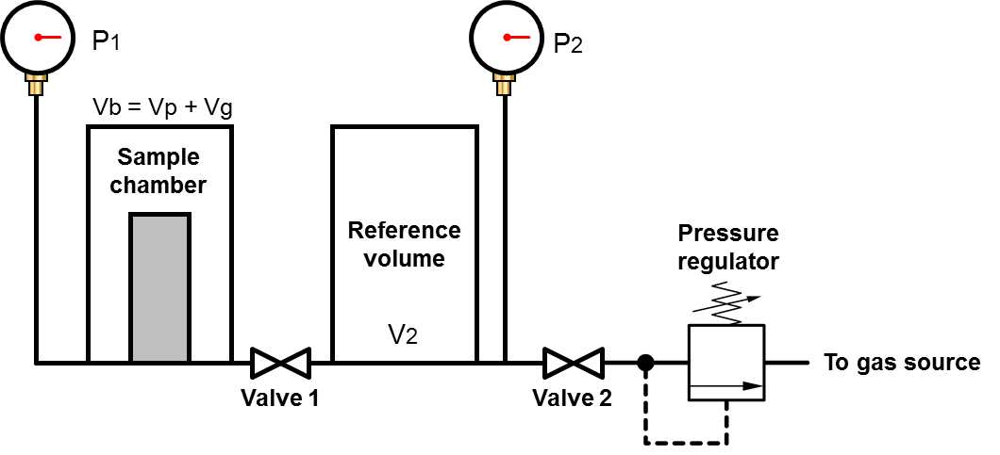 P1
P2
Vb = Vp + Vg
Sample
chamber
Reference
volume
Pressure
regulator
V2
To gas source
Valve 1
Valve 2